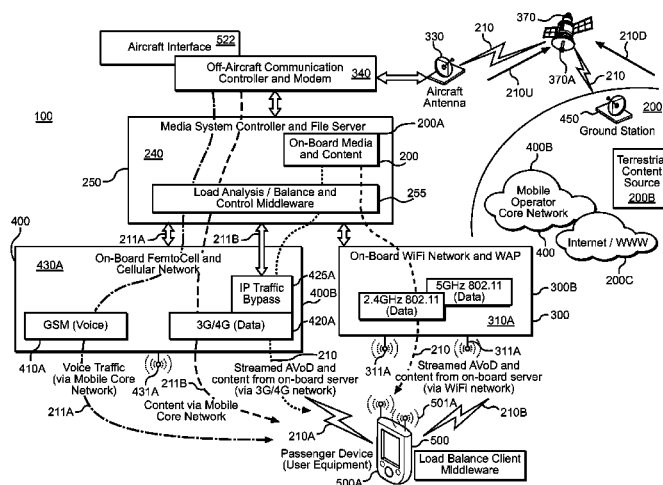 Aircraft Interface 522
Off-Aircraft Communication
Controller and Modem 340
330
Aircraft
Antenna
210
210U
370
370A
210D
210
450
Ground Station
200
100
Media System Controller and File Server
200A
240
On-Board Media
and Content
200
250
Load Analysis / Balance and
Control Middleware
255
400B
Mobile
Operator
Core Network
400
Terrestrial
Content
Source
200B
Internet / WWW
200C
400
211A
211B
430A
On-Board FemtoCell and
Cellular Network
425A
IP Traffic
Bypass
400B
GSM (Voice)
3G/4G (Data)
420A
410A
On-Board WiFi Network and WAP
5GHz 802.11
(Data)
2.4GHz 802.11
(Data)
300B
310A
300
311A
210
311A
Voice Traffic
(via Mobile Core
Network)
211A
431A
211B
Content via Mobile
Core Network
210
Streamed AVoD and
content from on-board server
(via 3G/4G network)
210A
Streamed AVoD and
content from on-board server
(via WiFi network)
501A
210B
500
Passenger Device
(User Equipment)
500A
Load Balance Client
Middleware